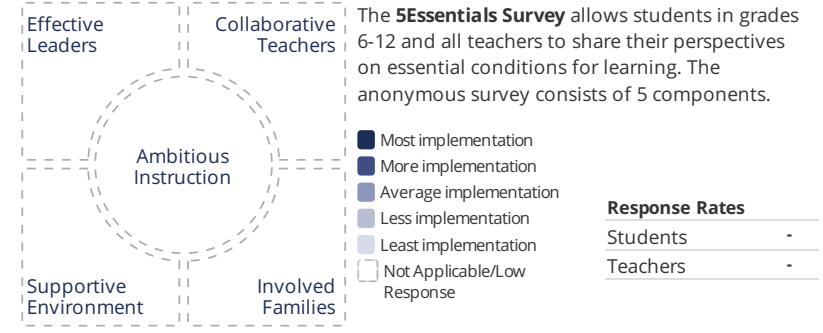 Effective
Leaders
Collaborative
Teachers
Ambitious
Instruction
Supportive
Environment
Involved
Families
The 5Essentials Survey allows students in grades
6-12 and all teachers to share their perspectives
on essential conditions for learning. The
anonymous survey consists of 5 components.
Most implementation
More implementation
Average implementation
Less implementation
Least implementation
Not Applicable/Low
Response
Response Rates
Students -
Teachers -